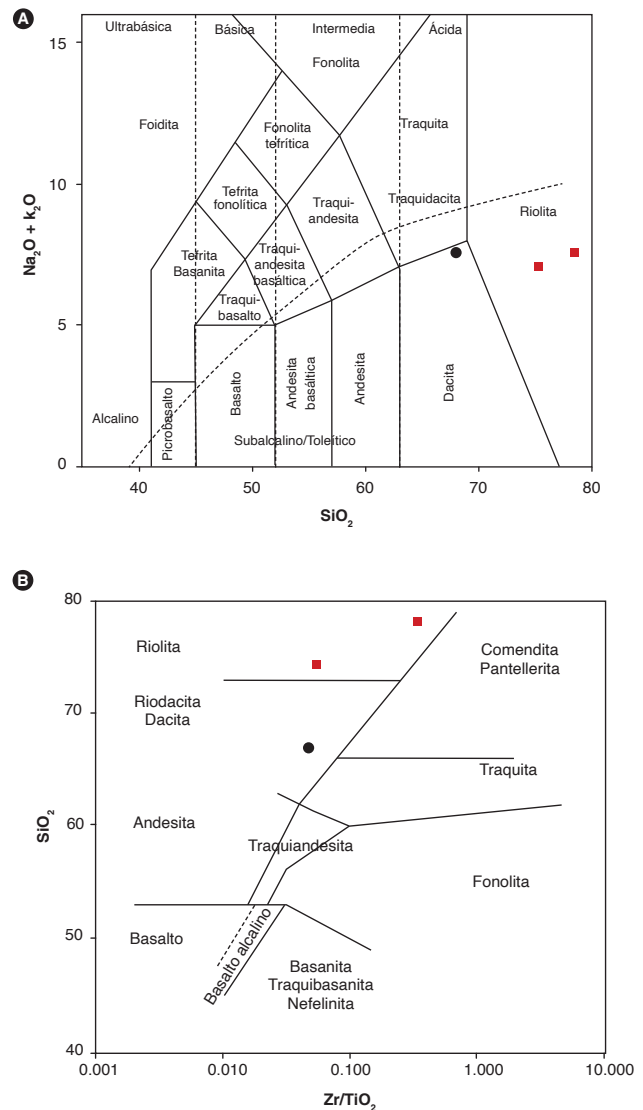 A
Ultrabásica
Básica
Intermedia
Ácida
Fonolita
Foidita
Fonolita
tefrítica
Traquita
Tefrita
fonolítica
Traqui-
andesita
Traquidacita
Riolita
Tefrita
Basanita
Traqui-
andesita
basáltica
Traqui-
basalto
Alcalino
Picrobasalto
Basalto
Andesita
basáltica
Andesita
Dacita
Subalcalino/Toleítico
Na₂O + k₂O
15
10
5
0
40
50
60
70
80
SiO₂
B
Riolita
Comendita
Pantellerita
Riodacita
Dacita
Traquita
Andesita
Traquiandesita
Fonolita
Basalto
Basalto alcalino
Basanita
Traquibasanita
Nefelinita
SiO₂
80
70
60
50
40
0.001
0.010
0.100
1.000
10.000
Zr/TiO₂